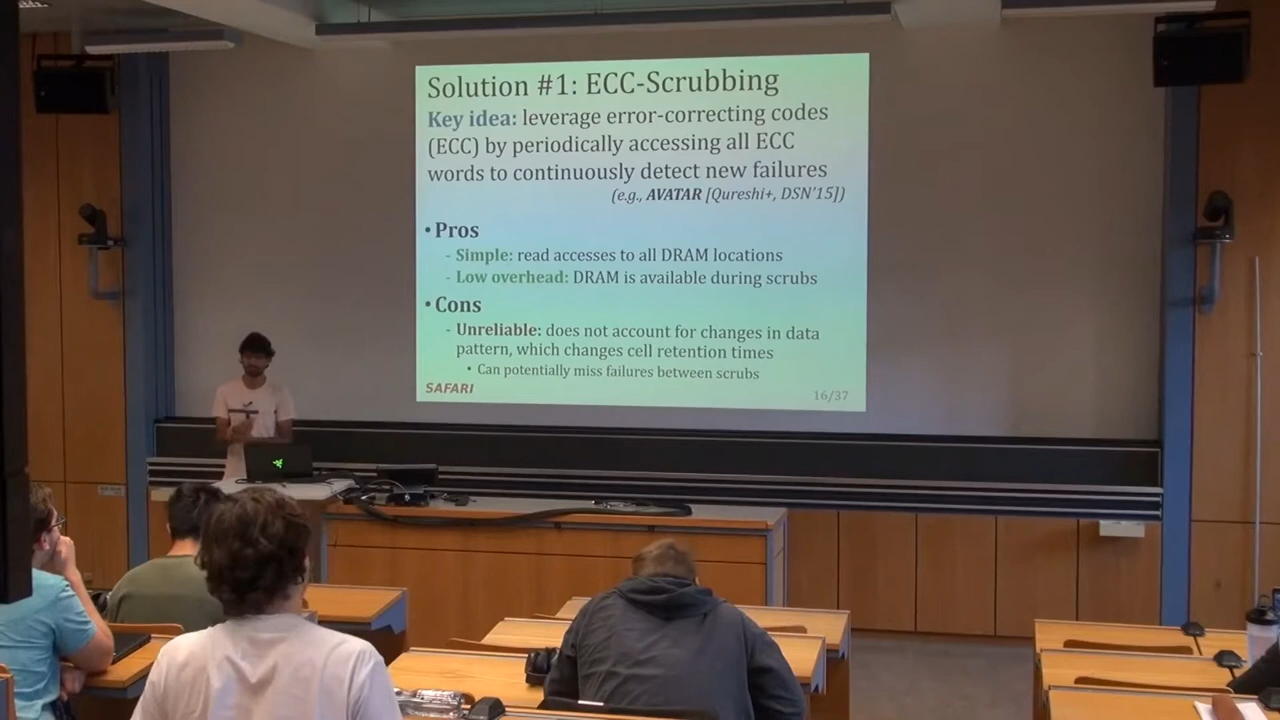 Solution #1: ECC-Scrubbing
Key idea: leverage error-correcting codes
(ECC) by periodically accessing all ECC
words to continuously detect new failures
(e.g., AVATAR [Qureshi+, DSN'15])
• Pros
- Simple: read accesses to all DRAM locations
- Low overhead: DRAM is available during scrubs
• Cons
- Unreliable: does not account for changes in data
pattern, which changes cell retention times
• Can potentially miss failures between scrubs
SAFARI
16/37